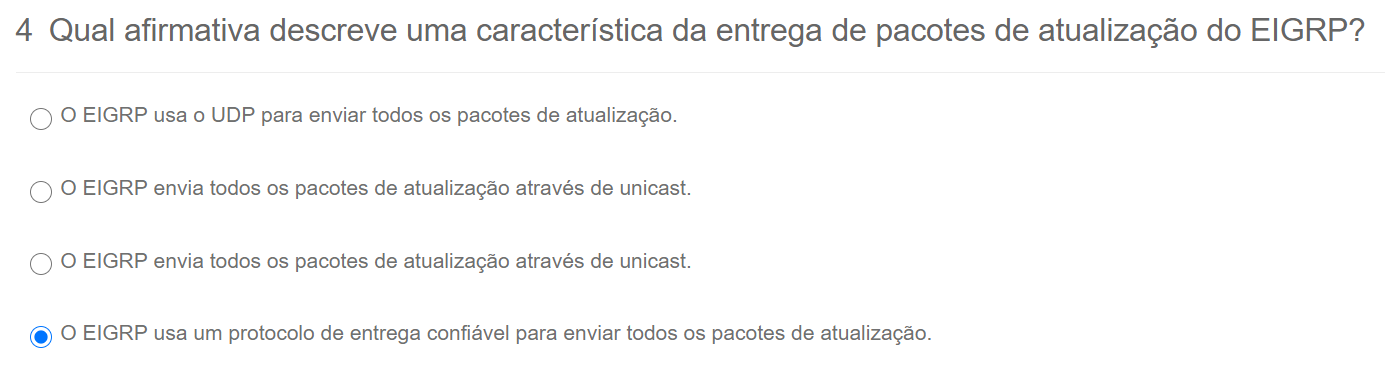 4 Qual afirmativa descreve uma característica da entrega de pacotes de atualização do EIGRP?
O EIGRP usa o UDP para enviar todos os pacotes de atualização.
O EIGRP envia todos os pacotes de atualização através de unicast.
O EIGRP envia todos os pacotes de atualização através de unicast.
O EIGRP usa um protocolo de entrega confiável para enviar todos os pacotes de atualização.